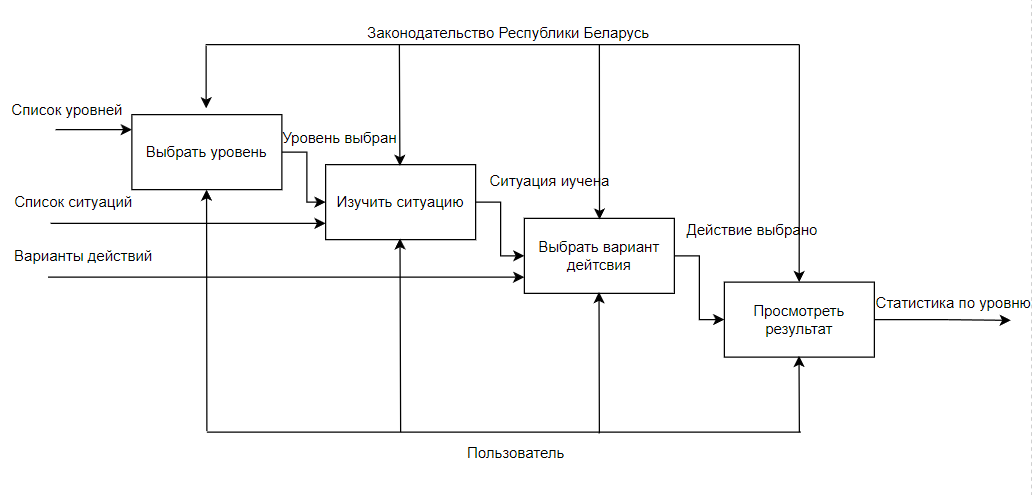 Законодательство Республики Беларусь
Список уровней
Выбрать уровень
Уровень выбран
Список ситуаций
Изучить ситуацию
Ситуация иучена
Варианты действий
Выбрать вариант
дейтсвия
Действие выбрано
Просмотреть
результат
Статистика по уровню
Пользователь